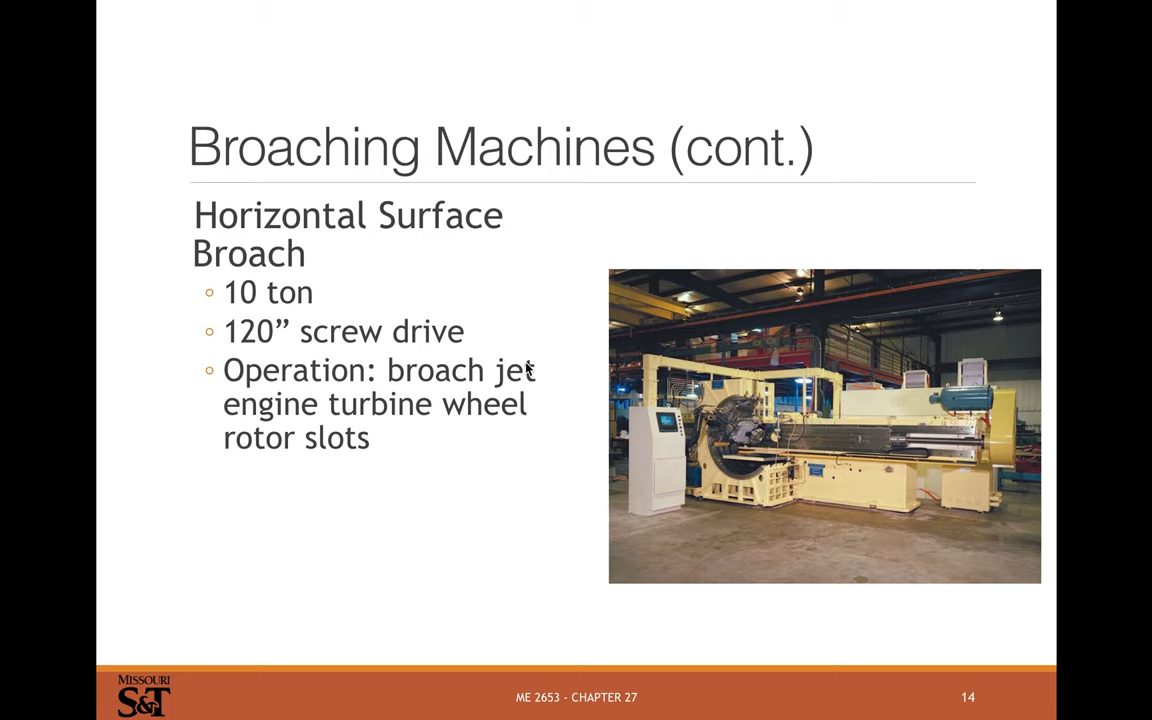 Broaching Machines (cont.)
Horizontal Surface
Broach
10 ton
120” screw drive
Operation: broach jet
engine turbine wheel
rotor slots
MISSOURI
S&T
ME 2653 - CHAPTER 27
14